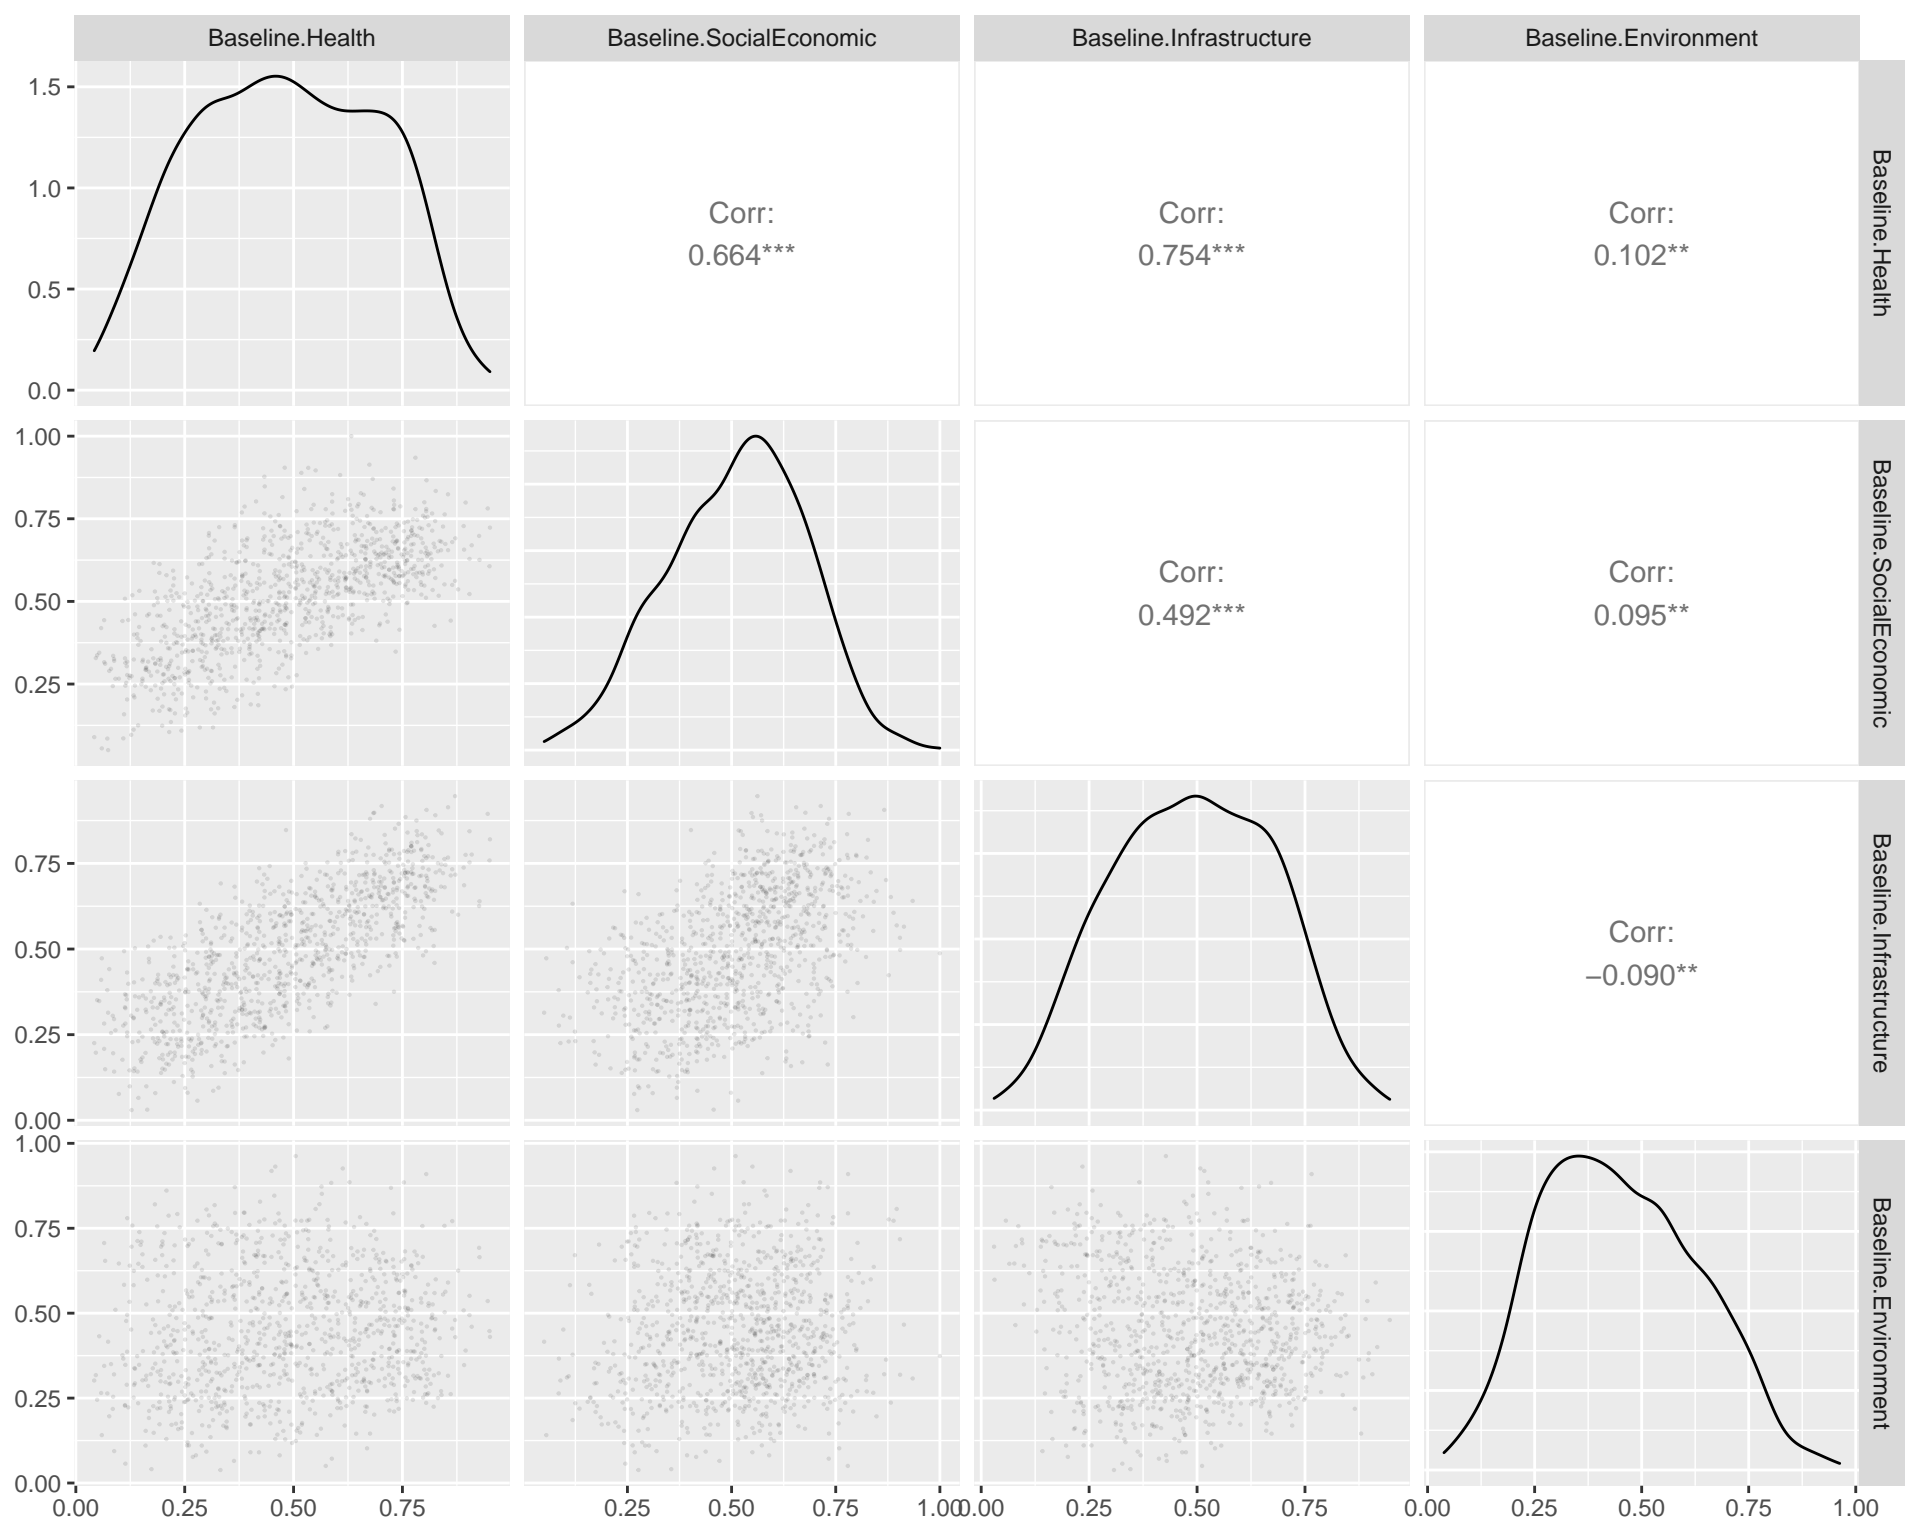 Baseline.Health Baseline.SocialEconomic Baseline.Infrastructure Baseline.Environment
1.5
1.0
0.5
0.0
Corr:
0.664***
Corr:
0.754***
Corr:
0.102**
Baseline.Health
1.00
0.75
0.50
0.25
Corr:
0.492***
Corr:
0.095**
Baseline.SocialEconomic
0.75
0.50
0.25
0.00
Corr:
−0.090**
Baseline.Infrastructure
1.00
0.75
0.50
0.25
0.00
Baseline.Environment
0.00 0.25 0.50 0.75 0.25 0.50 0.75 1.00 0.00 0.25 0.50 0.75 0.00 0.25 0.50 0.75 1.00